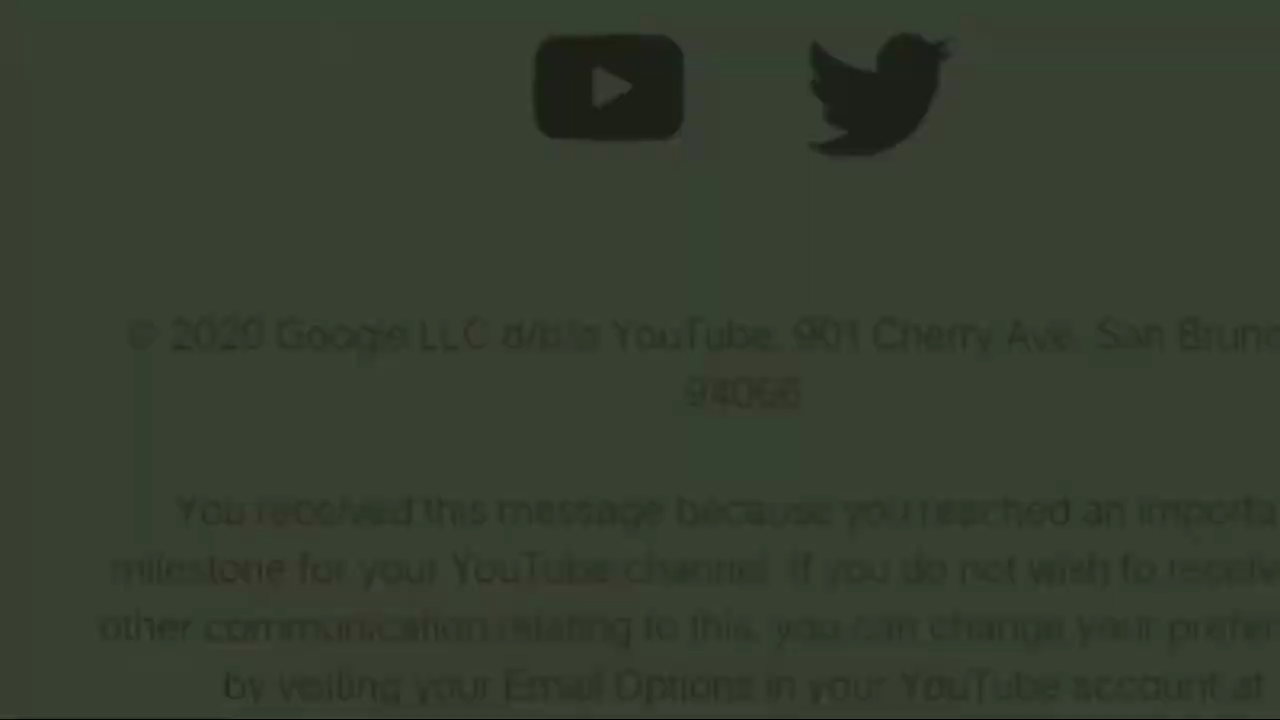 © 2020 Google LLC d/b/a YouTube, 901 Cherry Ave, San Brun
94066
You received this message because you reached an importa
milestone for your YouTube channel. If you do not wish to receiv
other communication relating to this, you can change your prefer
by visiting your Email Options in your YouTube account at